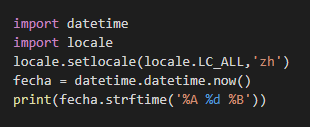 import datetime
import locale
locale.setlocale(locale.LC_ALL,'zh')
fecha = datetime.datetime.now()
print(fecha.strftime('%A %d %B'))